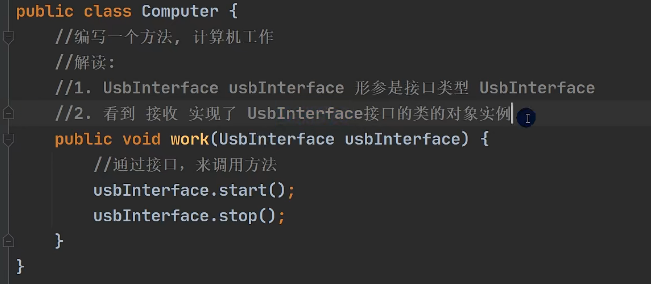 public class Computer {
//编写一个方法, 计算机工作
//解读:
//1. UsbInterface usbInterface 形参是接口类型 UsbInterface
//2. 看到 接收 实现了 UsbInterface接口的类的对象实例
public void work(UsbInterface usbInterface) {
//通过接口，来调用方法
usbInterface.start();
usbInterface.stop();
}
}